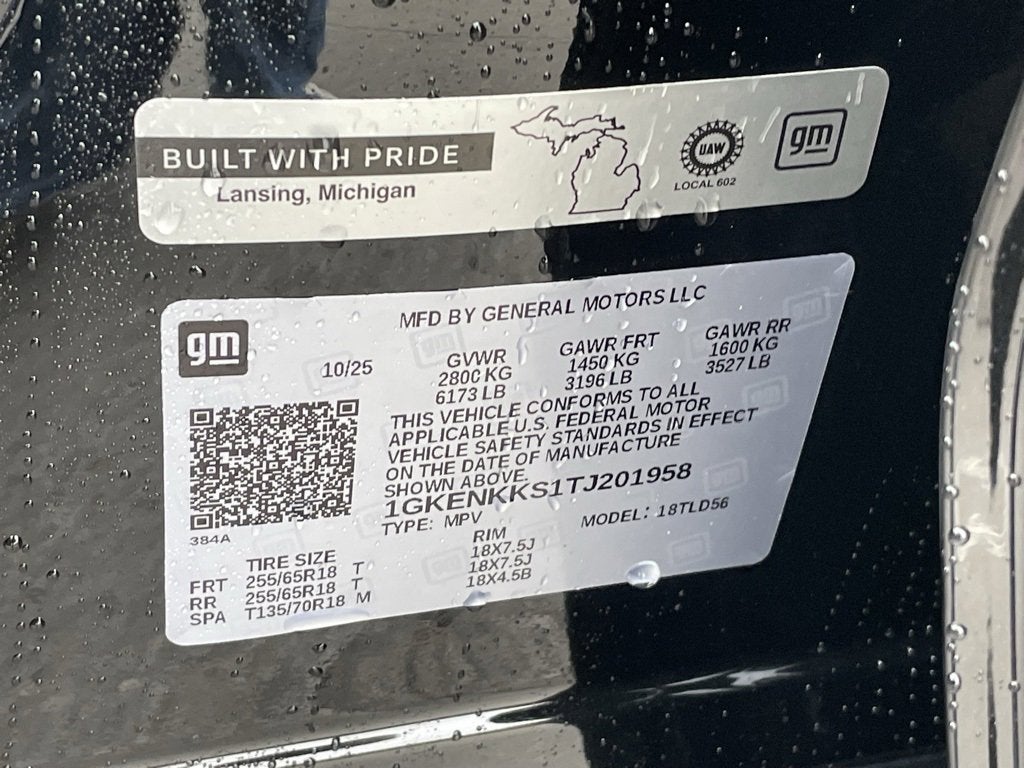 BUILT WITH PRIDE
Lansing, Michigan
UAW
LOCAL 602
gm
MFD BY GENERAL MOTORS LLC
gm
10/25
GVWR
2800 KG
6173 LB
GAWR FRT
1450 KG
3196 LB
GAWR RR
1600 KG
3527 LB
THIS VEHICLE CONFORMS TO ALL
APPLICABLE U.S. FEDERAL MOTOR
VEHICLE SAFETY STANDARDS IN EFFECT
ON THE DATE OF MANUFACTURE
SHOWN ABOVE.
1GKENKKS1TJ201958
TYPE: MPV
MODEL: 18TLD56
384A
TIRE SIZE RIM
FRT 255/65R18 T 18X7.5J
RR 255/65R18 T 18X7.5J
SPA T135/70R18 M 18X4.5B